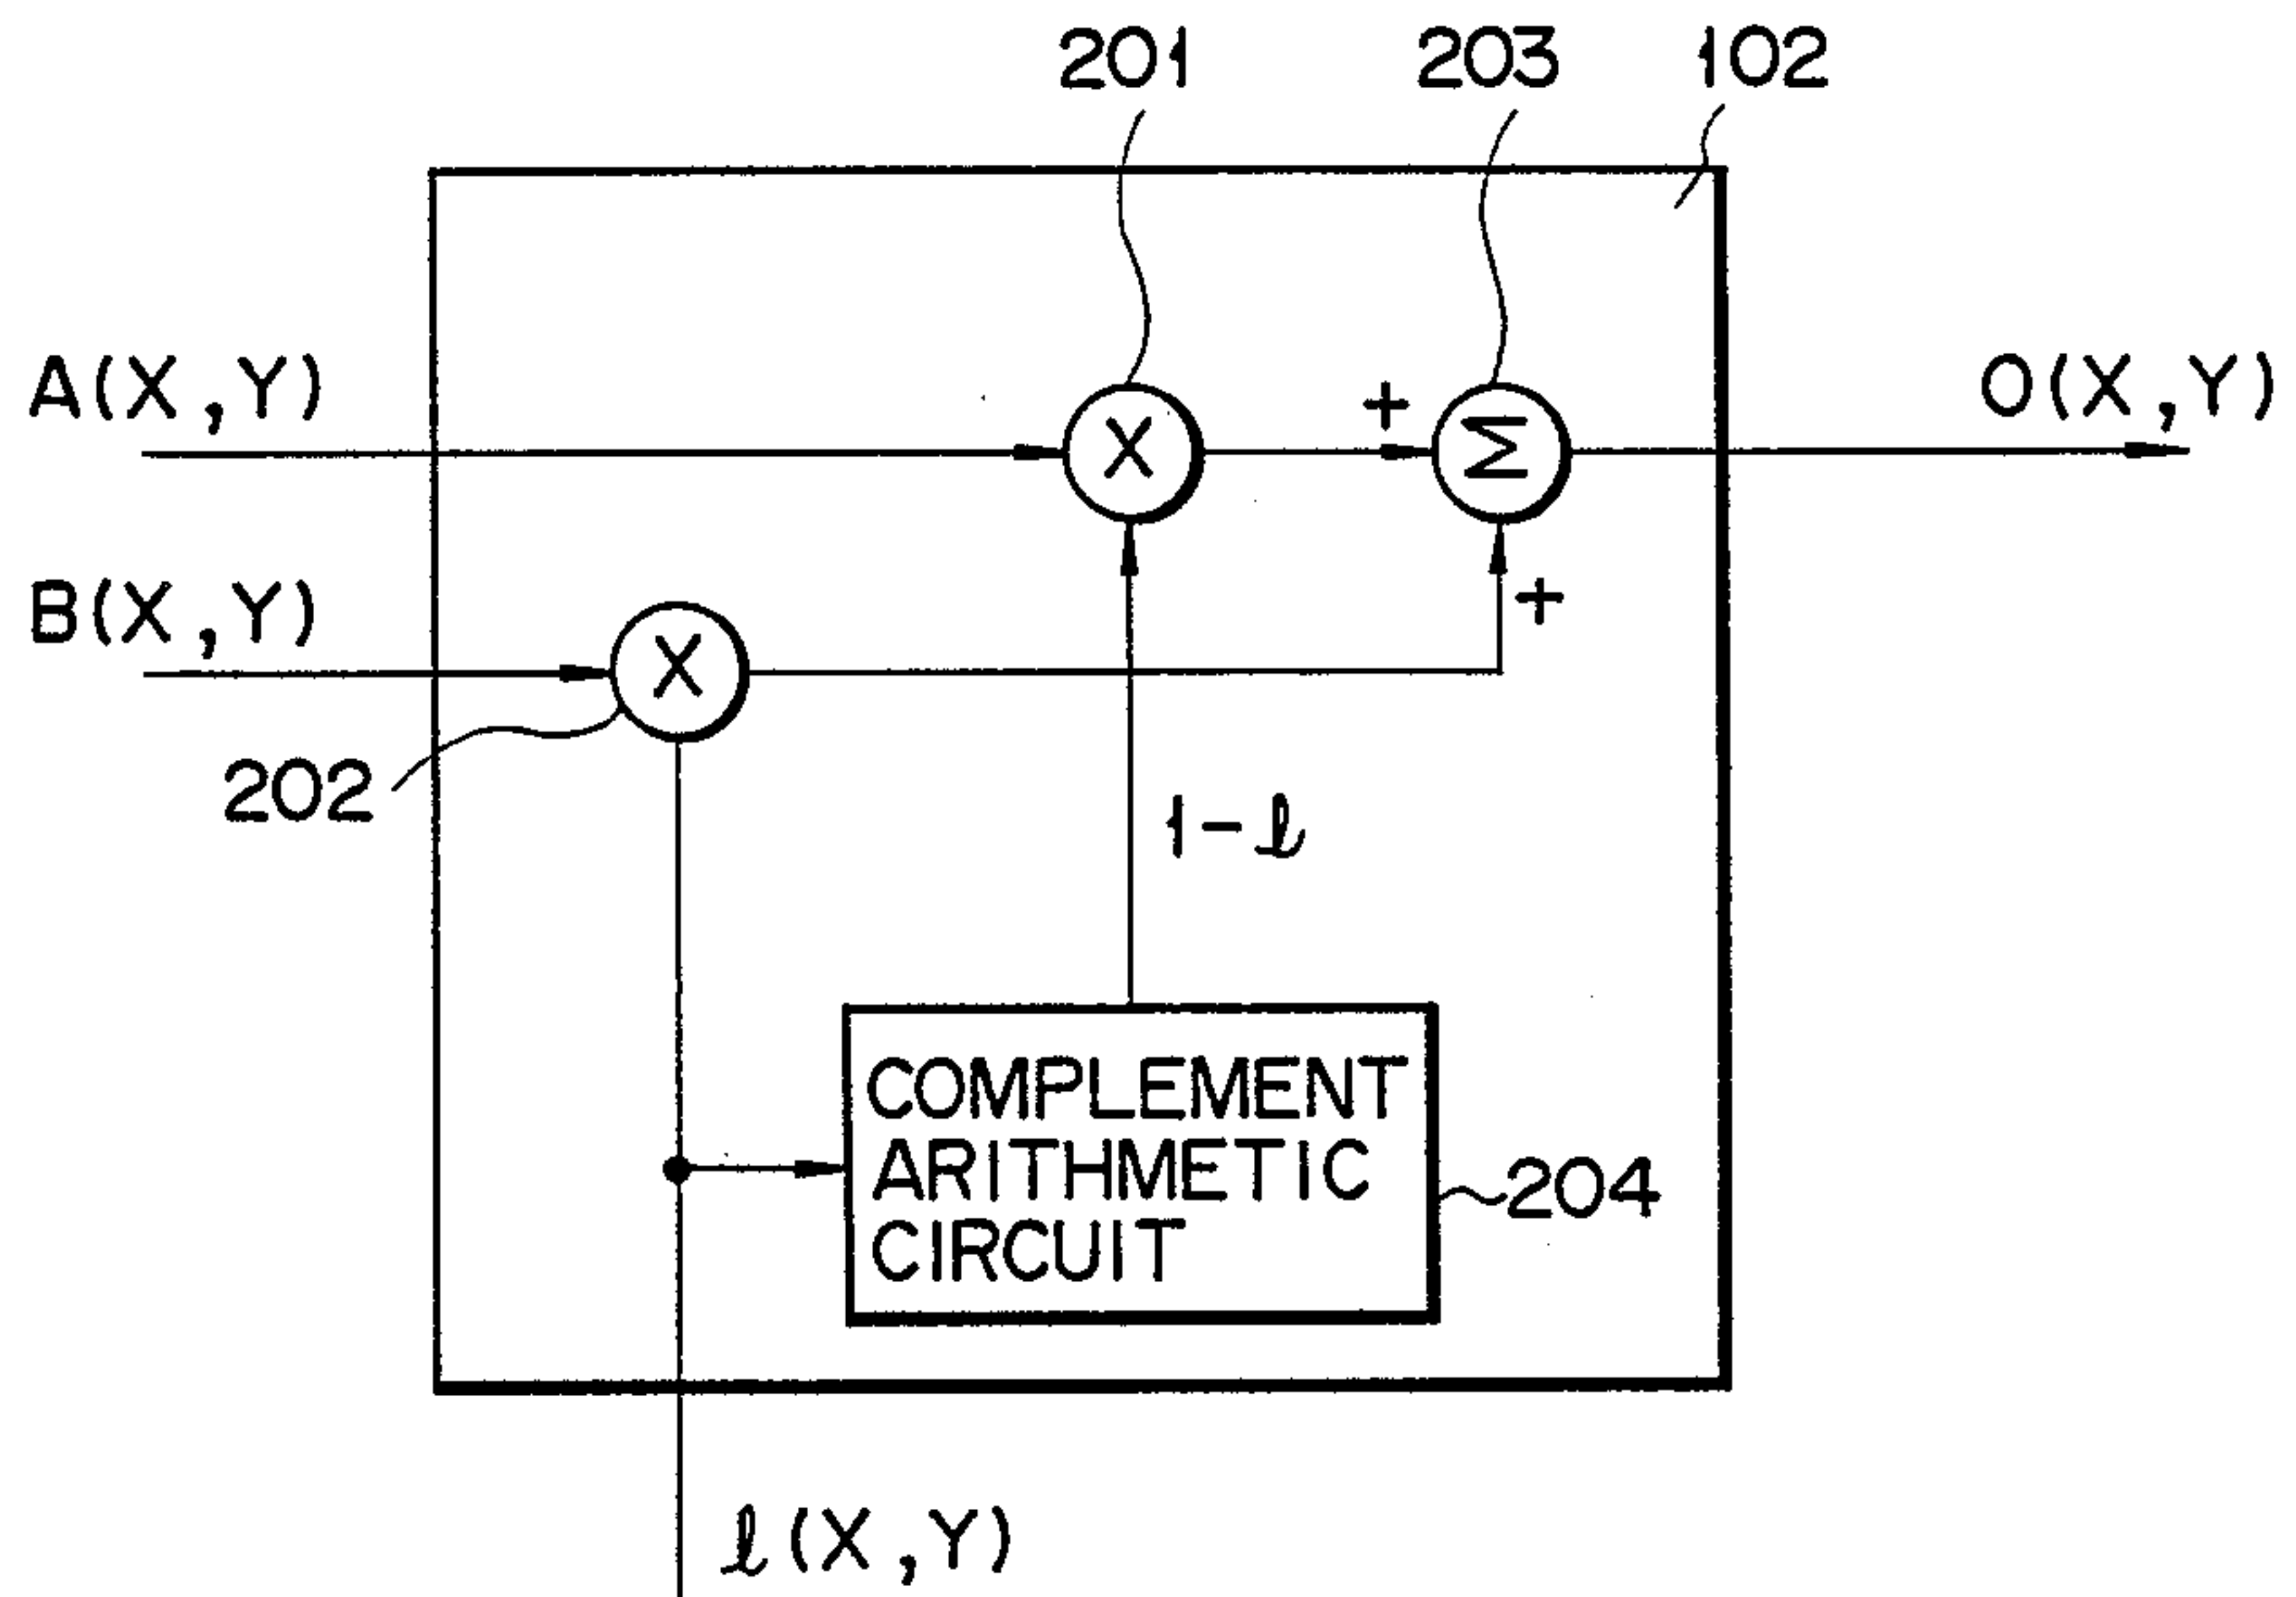 201
203
102
A(X,Y)
O(X,Y)
X
+
Σ
B(X,Y)
X
+
202
1-ℓ
COMPLEMENT
ARITHMETIC
CIRCUIT
204
ℓ(X,Y)